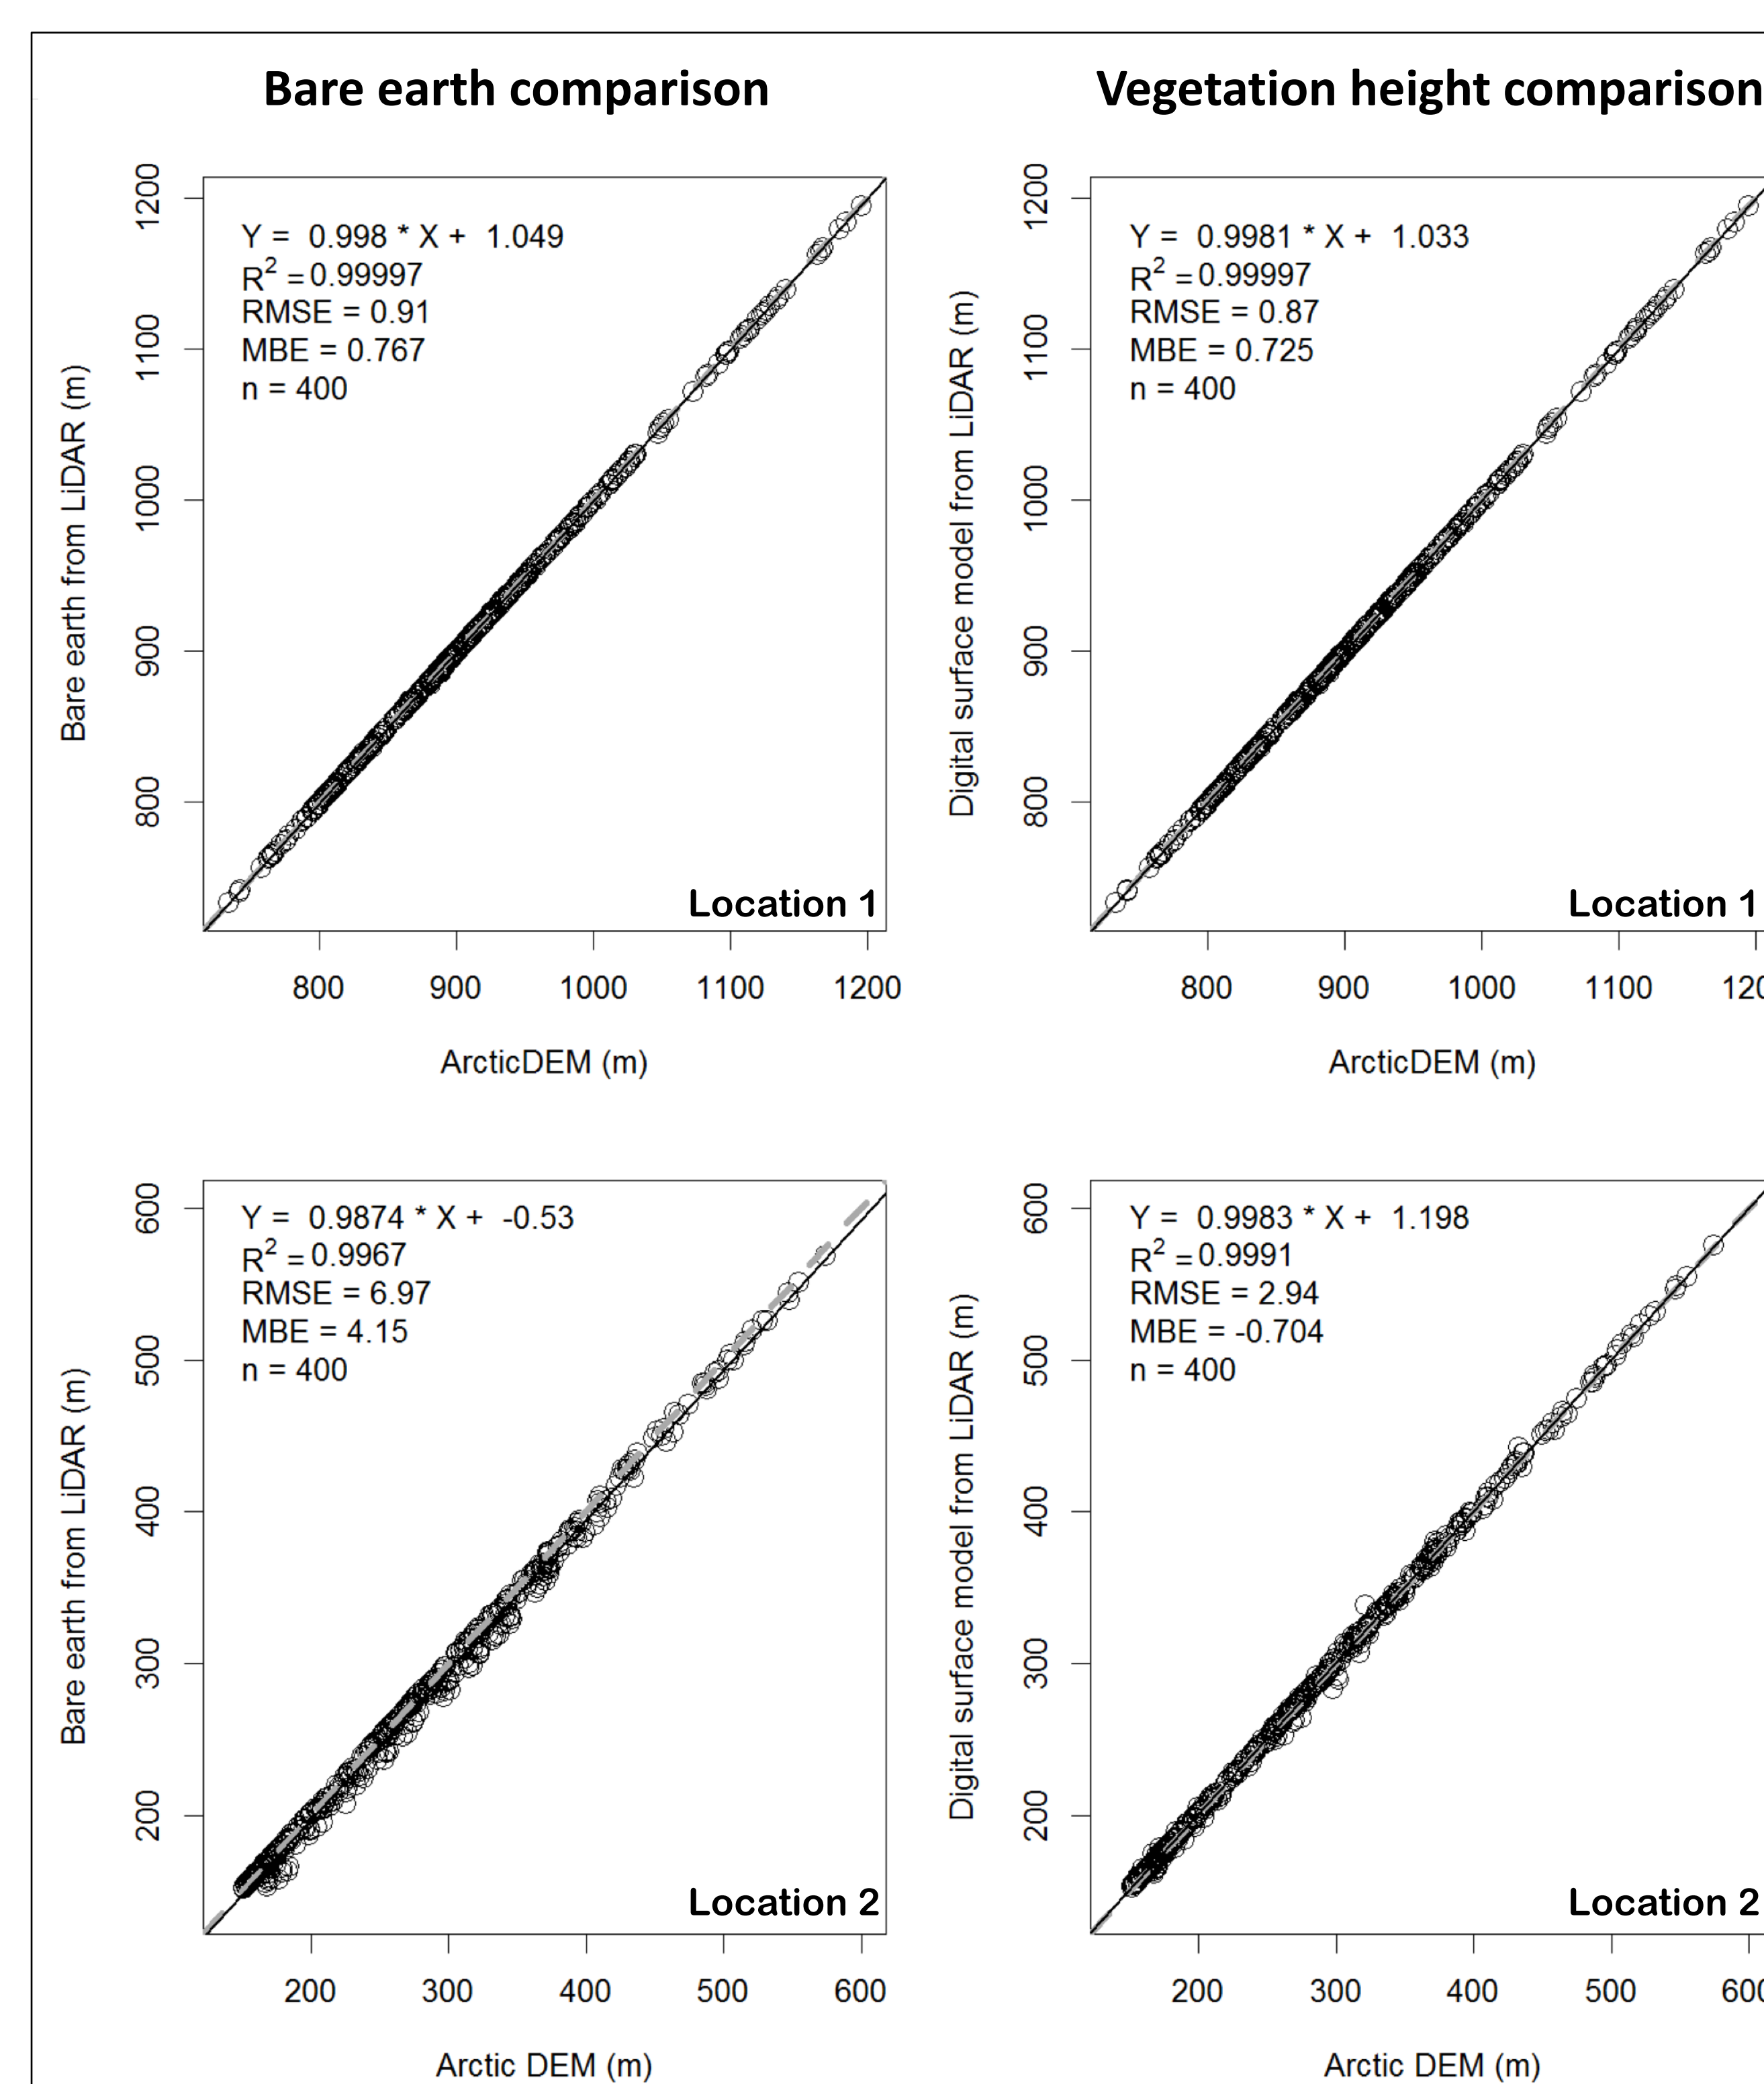 Bare earth comparison
Vegetation height comparison
1200
1100
1000
900
800
Bare earth from LiDAR (m)
Y = 0.998 * X + 1.049
R² = 0.99997
RMSE = 0.91
MBE = 0.767
n = 400
Location 1
800 900 1000 1100 1200
ArcticDEM (m)
1200
1100
1000
900
800
Digital surface model from LiDAR (m)
Y = 0.9981 * X + 1.033
R² = 0.99997
RMSE = 0.87
MBE = 0.725
n = 400
Location 1
800 900 1000 1100
ArcticDEM (m)
600
500
400
300
200
Bare earth from LiDAR (m)
Y = 0.9874 * X + -0.53
R² = 0.9967
RMSE = 6.97
MBE = 4.15
n = 400
Location 2
200 300 400 500 600
Arctic DEM (m)
600
500
400
300
200
Digital surface model from LiDAR (m)
Y = 0.9983 * X + 1.198
R² = 0.9991
RMSE = 2.94
MBE = -0.704
n = 400
Location 2
200 300 400 500
Arctic DEM (m)